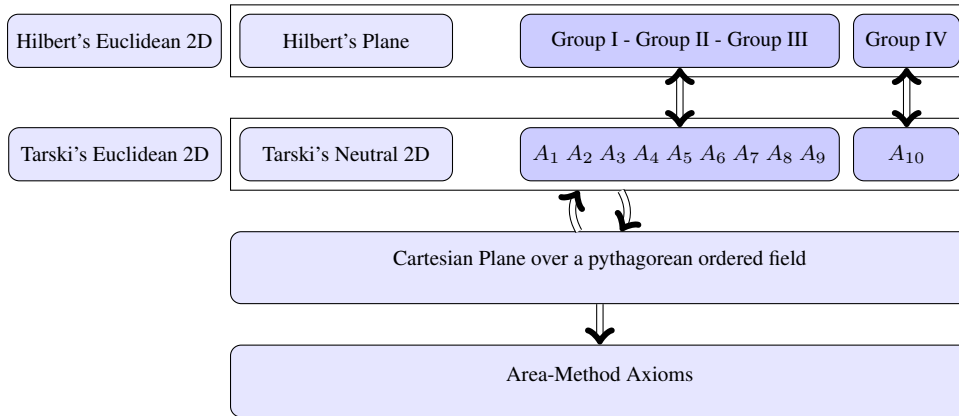 Hilbert's Euclidean 2D Hilbert's Plane Group I - Group II - Group III Group IV
Tarski's Euclidean 2D Tarski's Neutral 2D A₁ A₂ A₃ A₄ A₅ A₆ A₇ A₈ A₉ A₁₀
Cartesian Plane over a pythagorean ordered field
Area-Method Axioms